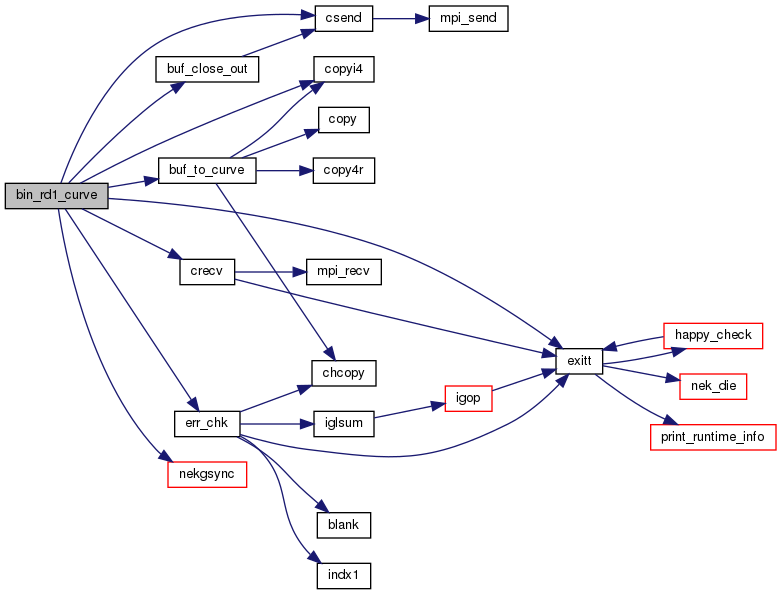 csend
mpi_send
buf_close_out
copyi4
copy
buf_to_curve
copy4r
bin_rd1_curve
crecv
mpi_recv
happy_check
exitt
chcopy
nek_die
igop
err_chk
iglsum
print_runtime_info
nekgsync
blank
indx1